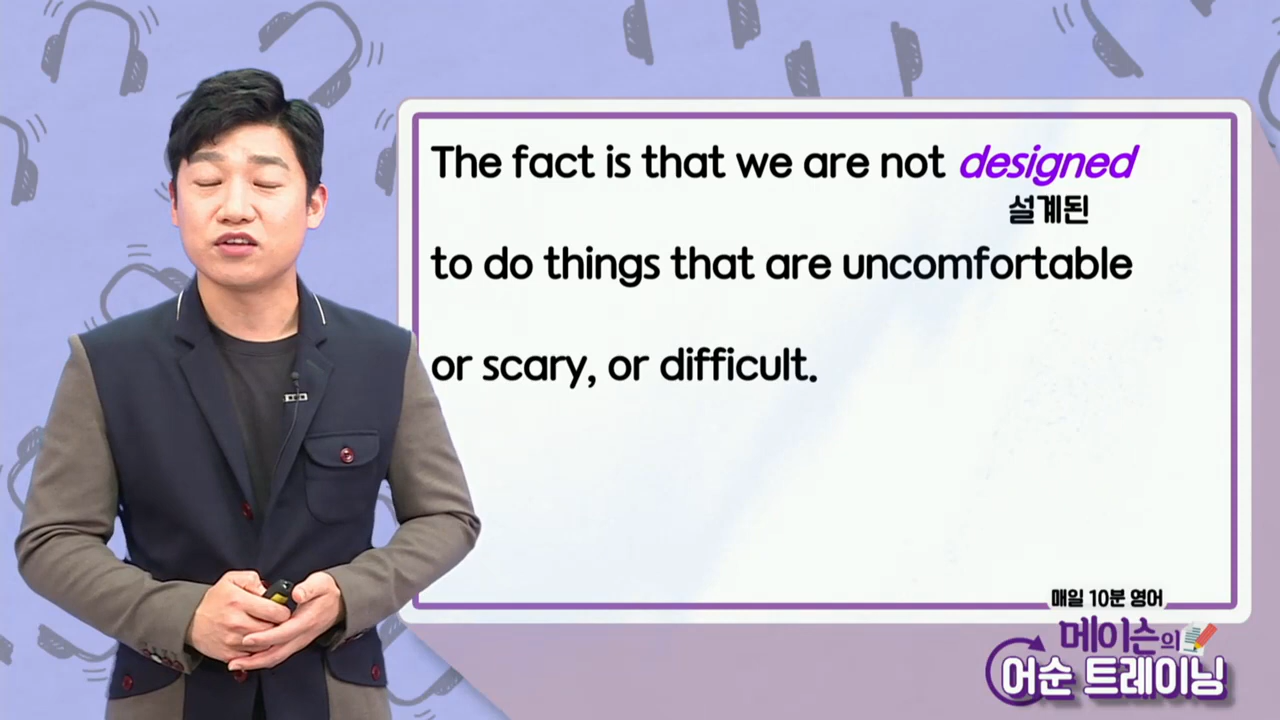 The fact is that we are not designed
설계된
to do things that are uncomfortable
or scary, or difficult.
매일 10분 영어
메이슨의
어순 트레이닝